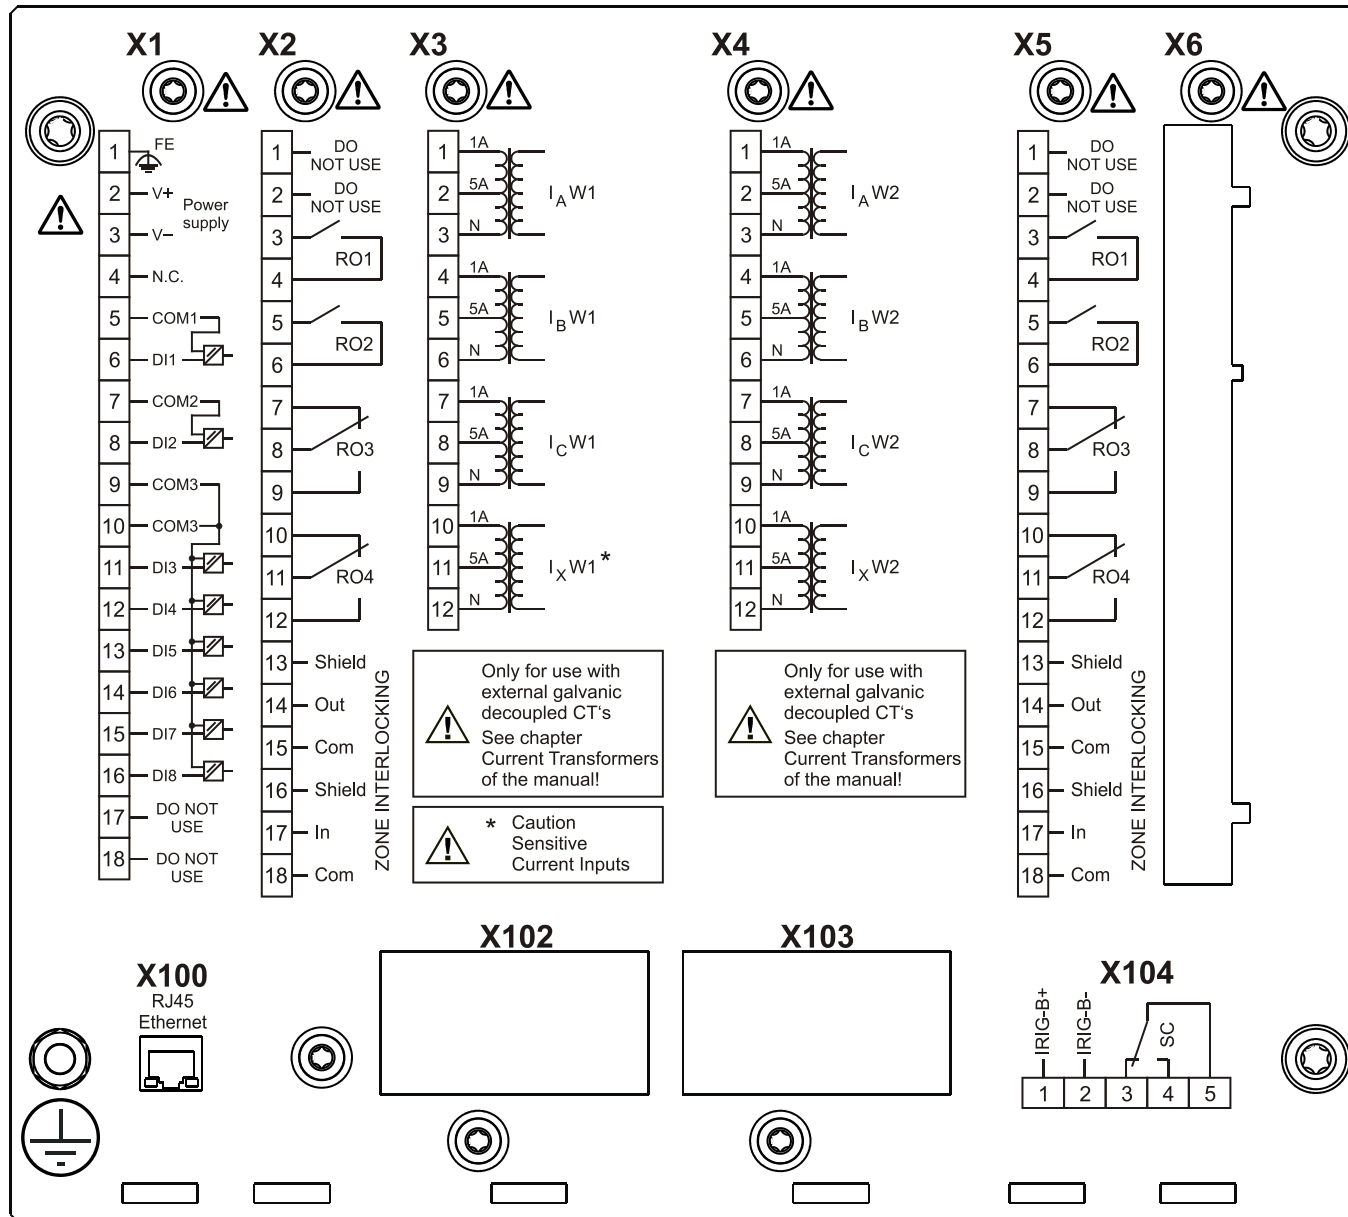 X1
X2
X3
X4
X5
X6
1
FE
2
V+
Power
supply
3
V–
4
N.C.
5
COM1
6
DI1
7
COM2
8
DI2
9
COM3
10
COM3
11
DI3
12
DI4
13
DI5
14
DI6
15
DI7
16
DI8
17
DO NOT
USE
18
DO NOT
USE
1
DO
NOT USE
2
DO
NOT USE
3
RO1
4
5
RO2
6
7
8
RO3
9
10
11
RO4
12
13
Shield
14
Out
15
Com
16
Shield
17
In
18
Com
ZONE INTERLOCKING
1
1A
2
5A
IA W1
3
N
4
1A
5
5A
IB W1
6
N
7
1A
8
5A
IC W1
9
N
10
1A
11
5A
IX W1 *
12
N
Only for use with
external galvanic
decoupled CT‘s
See chapter
Current Transformers
of the manual!
* Caution
Sensitive
Current Inputs
1
1A
2
5A
IA W2
3
N
4
1A
5
5A
IB W2
6
N
7
1A
8
5A
IC W2
9
N
10
1A
11
5A
IX W2
12
N
Only for use with
external galvanic
decoupled CT‘s
See chapter
Current Transformers
of the manual!
1
DO
NOT USE
2
DO
NOT USE
3
RO1
4
5
RO2
6
7
8
RO3
9
10
11
RO4
12
13
Shield
14
Out
15
Com
16
Shield
17
In
18
Com
ZONE INTERLOCKING
X100
RJ45
Ethernet
X102
X103
X104
IRIG-B+
IRIG-B-
SC
1
2
3
4
5